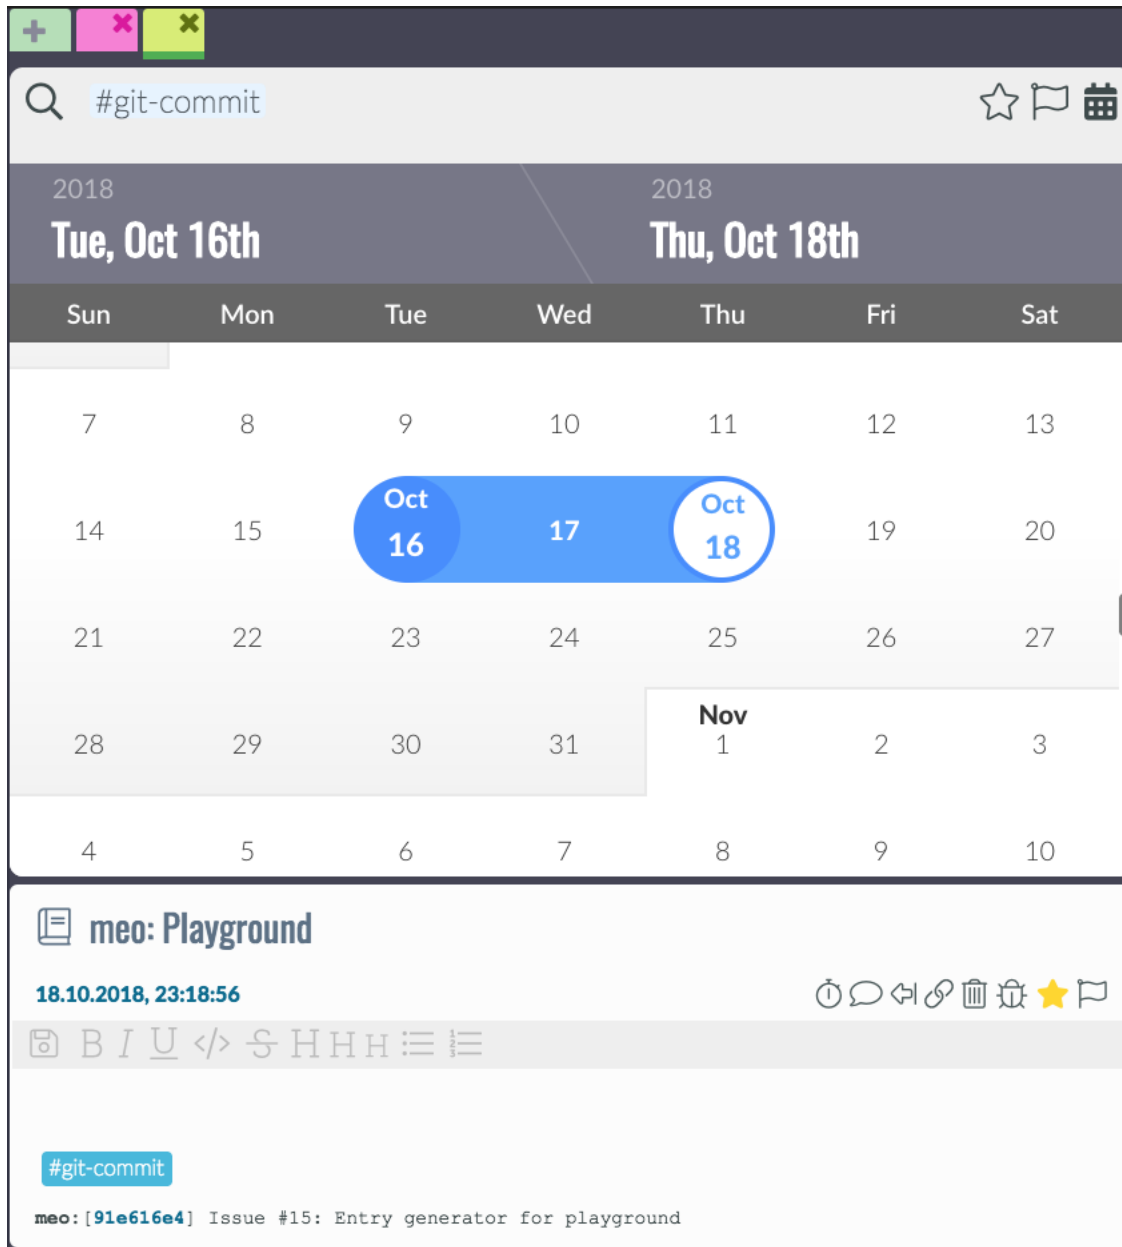 #git-commit
2018 2018
Tue, Oct 16th Thu, Oct 18th
Sun Mon Tue Wed Thu Fri Sat
7 8 9 10 11 12 13
Oct Oct
14 15 16 17 18 19 20
21 22 23 24 25 26 27
Nov
28 29 30 31 1 2 3
4 5 6 7 8 9 10
meo: Playground
18.10.2018, 23:18:56
B I U </> S H H H
#git-commit
meo:[91e616e4] Issue #15: Entry generator for playground